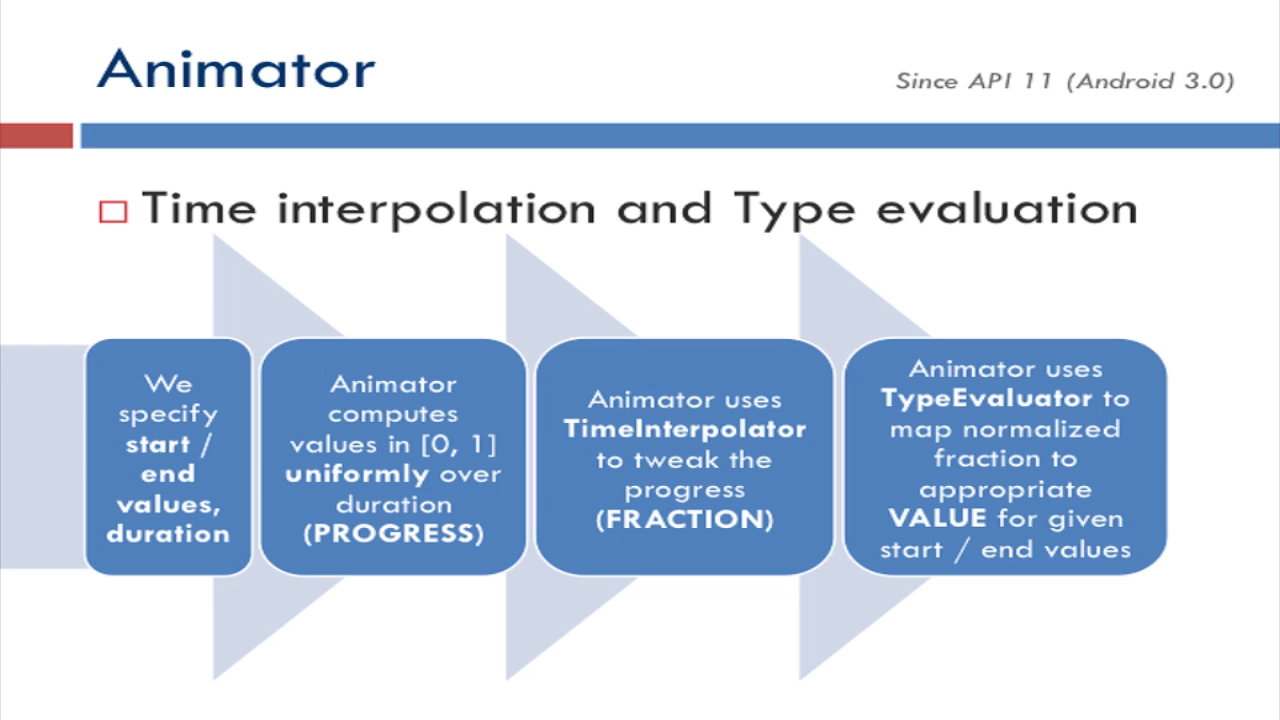 Animator
Since API 11 (Android 3.0)
Time interpolation and Type evaluation
We
specify
start /
end
values,
duration
Animator
computes
values in [0, 1]
uniformly over
duration
(PROGRESS)
Animator uses
TimeInterpolator
to tweak the
progress
(FRACTION)
Animator uses
TypeEvaluator to
map normalized
fraction to
appropriate
VALUE for given
start / end values